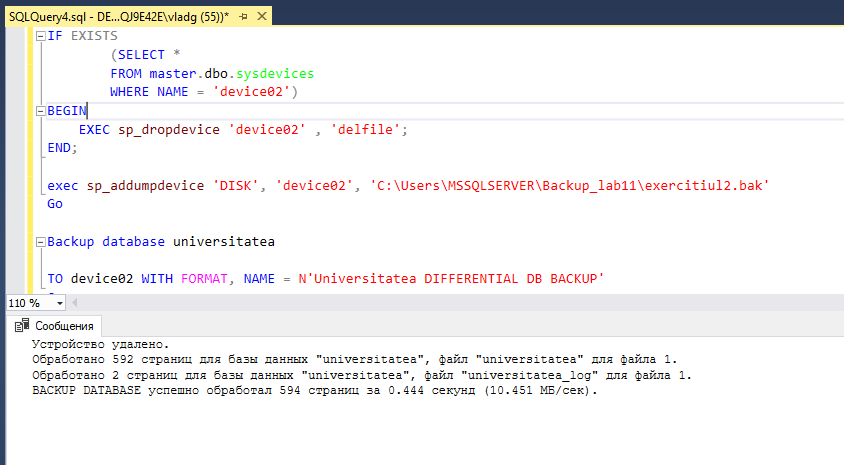 SQLQuery4.sql - DE...QJ9E42E\vladg (55))*
IF EXISTS
(SELECT *
FROM master.dbo.sysdevices
WHERE NAME = 'device02')
BEGIN
EXEC sp_dropdevice 'device02' , 'delfile';
END;
exec sp_addumpdevice 'DISK', 'device02', 'C:\Users\MSSQLSERVER\Backup_lab11\exercitiul2.bak'
Go
Backup database universitatea
TO device02 WITH FORMAT, NAME = N'Universitatea DIFFERENTIAL DB BACKUP'
110 %
Сообщения
Устройство удалено.
Обработано 592 страниц для базы данных "universitatea", файл "universitatea" для файла 1.
Обработано 2 страниц для базы данных "universitatea", файл "universitatea_log" для файла 1.
BACKUP DATABASE успешно обработал 594 страниц за 0.444 секунд (10.451 МБ/сек).